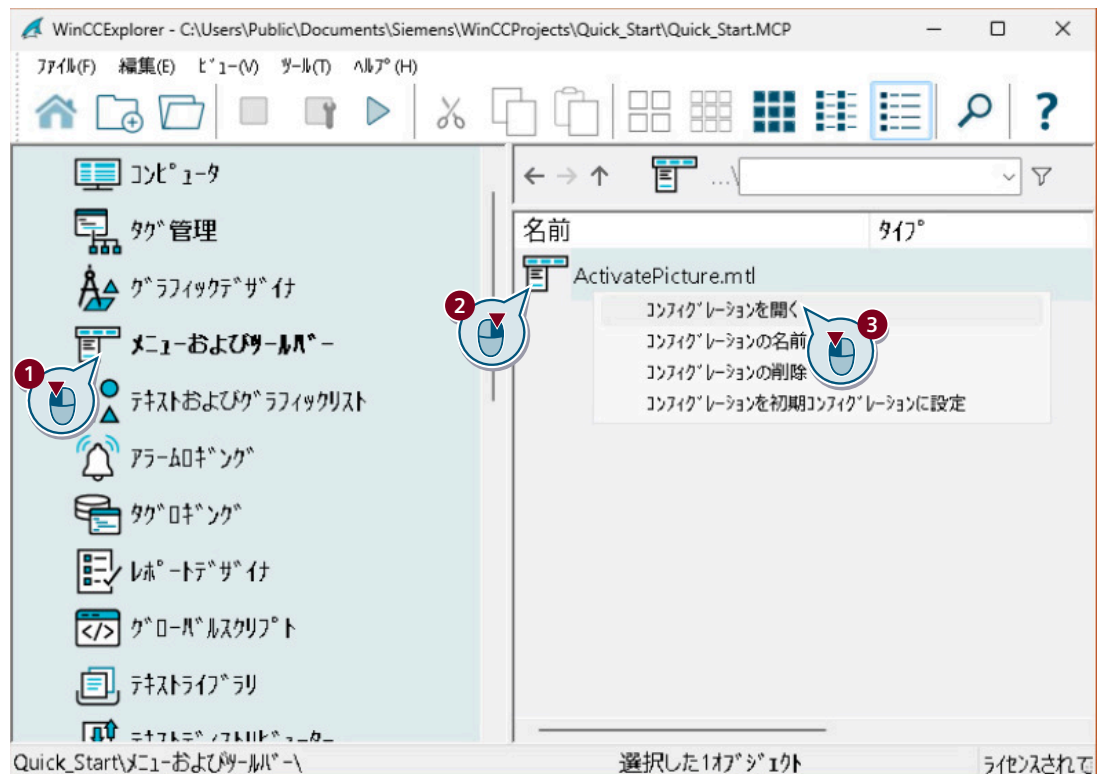 WinCCExplorer - C:\Users\Public\Documents\Siemens\WinCCProjects\Quick_Start\Quick_Start.MCP
ﾌｧｲﾙ(F) 編集(E) ﾋﾞｭｰ(V) ﾂｰﾙ(T) ﾍﾙﾌﾟ(H)
ｺﾝﾋﾟｭｰﾀ
ﾀｸﾞ管理
ｸﾞﾗﾌｨｯｸﾃﾞｻﾞｲﾅ
ﾒﾆｭｰおよびﾂｰﾙﾊﾞｰ
ﾃｷｽﾄおよびｸﾞﾗﾌｨｯｸﾘｽﾄ
ｱﾗｰﾑﾛｷﾞﾝｸﾞ
ﾀｸﾞﾛｷﾞﾝｸﾞ
ﾚﾎﾟｰﾄﾃﾞｻﾞｲﾅ
ｸﾞﾛｰﾊﾞﾙｽｸﾘﾌﾟﾄ
ﾃｷｽﾄﾗｲﾌﾞﾗﾘ
...\
名前 ﾀｲﾌﾟ
ActivatePicture.mtl
ｺﾝﾌｨｸﾞﾚｰｼｮﾝを開く
ｺﾝﾌｨｸﾞﾚｰｼｮﾝの名前
ｺﾝﾌｨｸﾞﾚｰｼｮﾝの削除
ｺﾝﾌｨｸﾞﾚｰｼｮﾝを初期ｺﾝﾌｨｸﾞﾚｰｼｮﾝに設定
1
2
3
Quick_Start\ﾒﾆｭｰおよびﾂｰﾙﾊﾞｰ\ 選択した1ｵﾌﾞｼﾞｪｸﾄ ﾗｲｾﾝｽされて